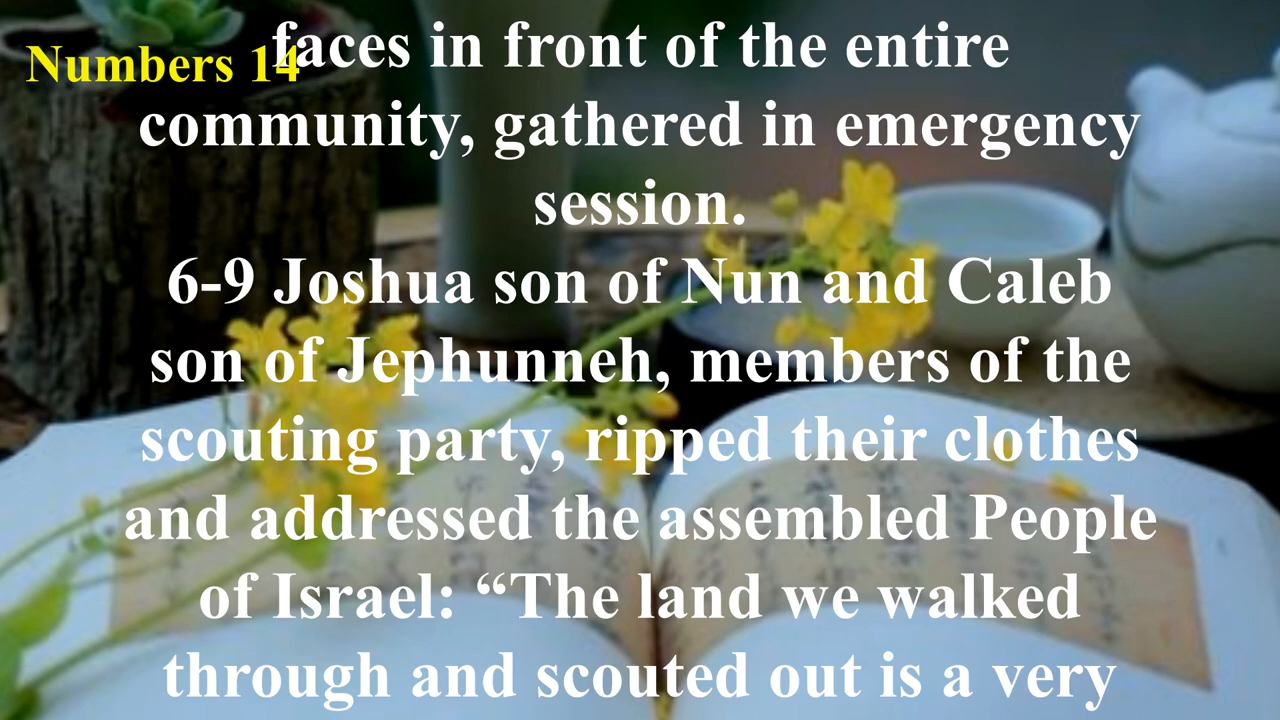 Numbers 14
faces in front of the entire
community, gathered in emergency
session.
6-9 Joshua son of Nun and Caleb
son of Jephunneh, members of the
scouting party, ripped their clothes
and addressed the assembled People
of Israel: “The land we walked
through and scouted out is a very